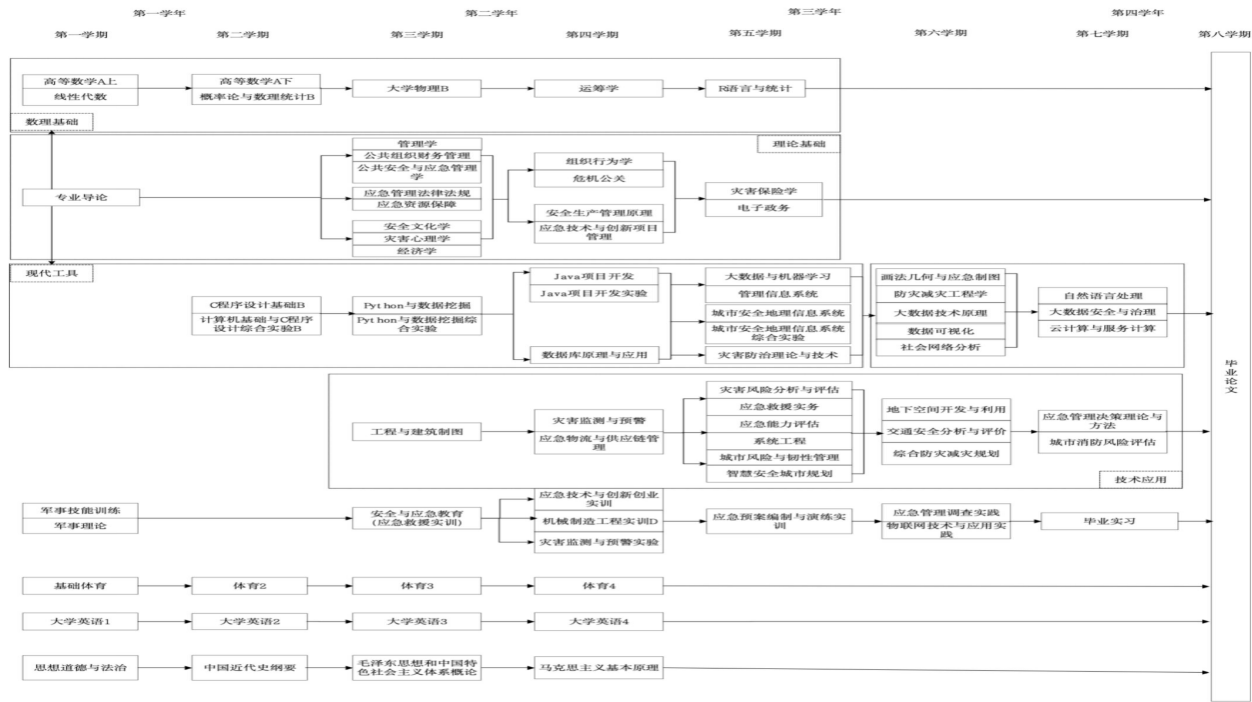 第一学年 第二学年 第三学年 第四学年
第一学期 第二学期 第三学期 第四学期 第五学期 第六学期 第七学期 第八学期
高等数学A上
线性代数
高等数学A下
概率论与数理统计B
大学物理B
运筹学
R语言与统计
数理基础
理论基础
专业导论
管理学
公共组织财务管理
公共安全与应急管理
学
应急管理法律法规
应急资源保障
安全文化学
灾害心理学
经济学
组织行为学
危机公关
安全生产管理原理
应急技术与创新项目
管理
灾害保险学
电子政务
现代工具
C程序设计基础B
计算机基础与C程序
设计综合实验B
Python与数据挖掘
Python与数据挖掘综
合实验
Java项目开发
Java项目开发实验
数据库原理与应用
大数据与机器学习
管理信息系统
城市安全地理信息系统
城市安全地理信息系统
综合实验
灾害防治理论与技术
画法几何与应急制图
防灾减灾工程学
大数据技术原理
数据可视化
社会网络分析
自然语言处理
大数据安全与治理
云计算与服务计算
工程与建筑制图
灾害监测与预警
应急物流与供应链管
理
灾害风险分析与评估
应急救援实务
应急能力评估
系统工程
城市风险与韧性管理
智慧安全城市规划
地下空间开发与利用
交通安全分析与评价
综合防灾减灾规划
应急管理决策理论与
方法
城市消防风险评估
技术应用
军事技能训练
军事理论
安全与应急教育
(应急救援实训)
应急技术与创新创业
实训
机械制造工程实训D
灾害监测与预警实验
应急预案编制与演练实
训
应急管理调查实践
物联网技术与应用实
践
毕业实习
基础体育
体育2
体育3
体育4
大学英语1
大学英语2
大学英语3
大学英语4
思想道德与法治
中国近代史纲要
毛泽东思想和中国特
色社会主义体系概论
马克思主义基本原理
毕业论文